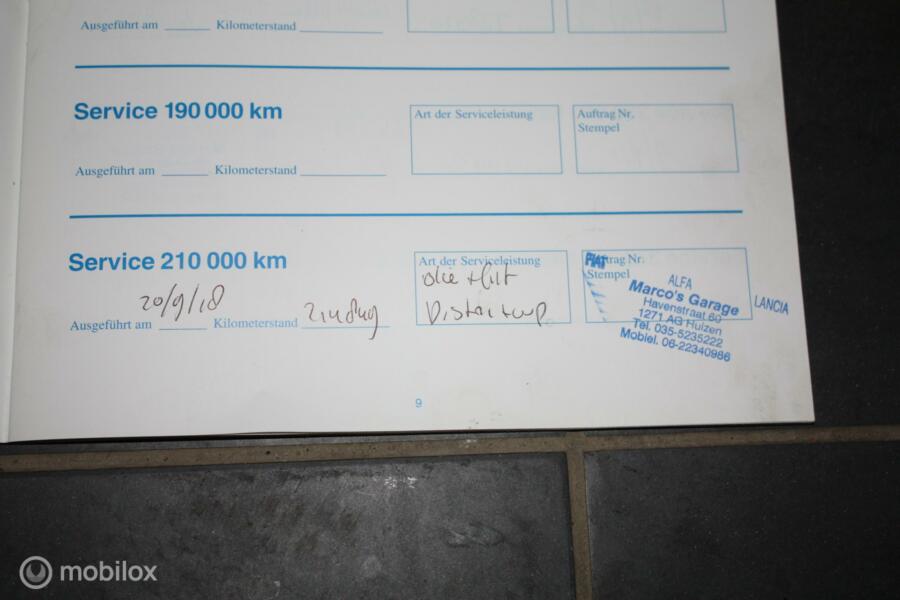 Ausgeführt am Kilometerstand
Service 190 000 km
Art der Serviceleistung
Auftrag Nr.
Stempel
Ausgeführt am Kilometerstand
Service 210 000 km
Art der Serviceleistung
olie + filt
Distr + wp
Auftrag Nr.
Stempel
20/9/18
Ausgeführt am Kilometerstand
FIAT
ALFA
LANCIA
Marco's Garage
Havenstraat 69
1271 AG Huizen
Tel. 035-5235222
Mobiel. 06-22340986
9
mobilox